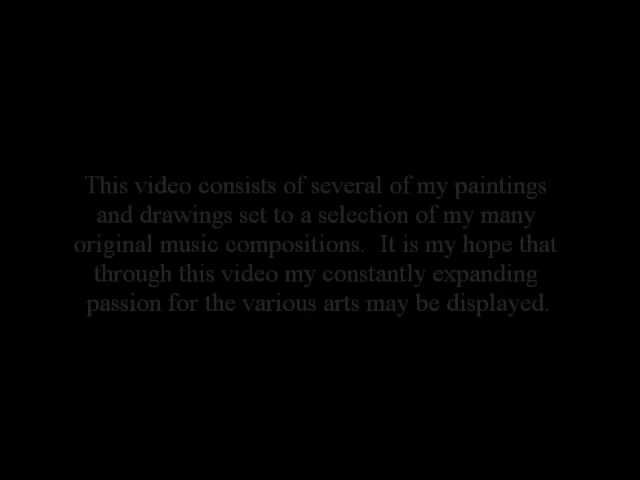 This video consists of several of my paintings
and drawings set to a selection of my many
original music compositions.  It is my hope that
through this video my constantly expanding
passion for the various arts may be displayed.